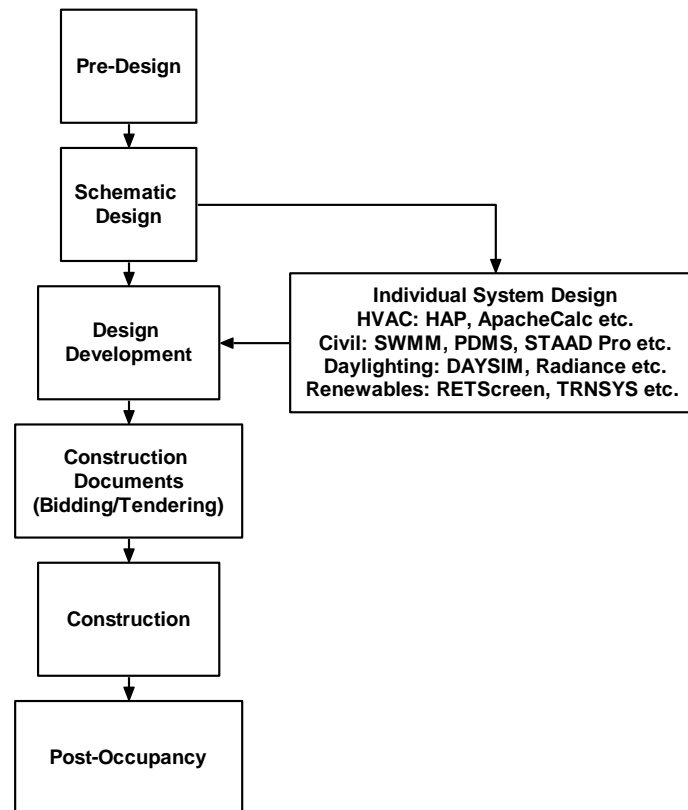 Pre-Design
Schematic
Design
Individual System Design
HVAC: HAP, ApacheCalc etc.
Civil: SWMM, PDMS, STAAD Pro etc.
Daylighting: DAYSIM, Radiance etc.
Renewables: RETScreen, TRNSYS etc.
Design
Development
Construction
Documents
(Bidding/Tendering)
Construction
Post-Occupancy